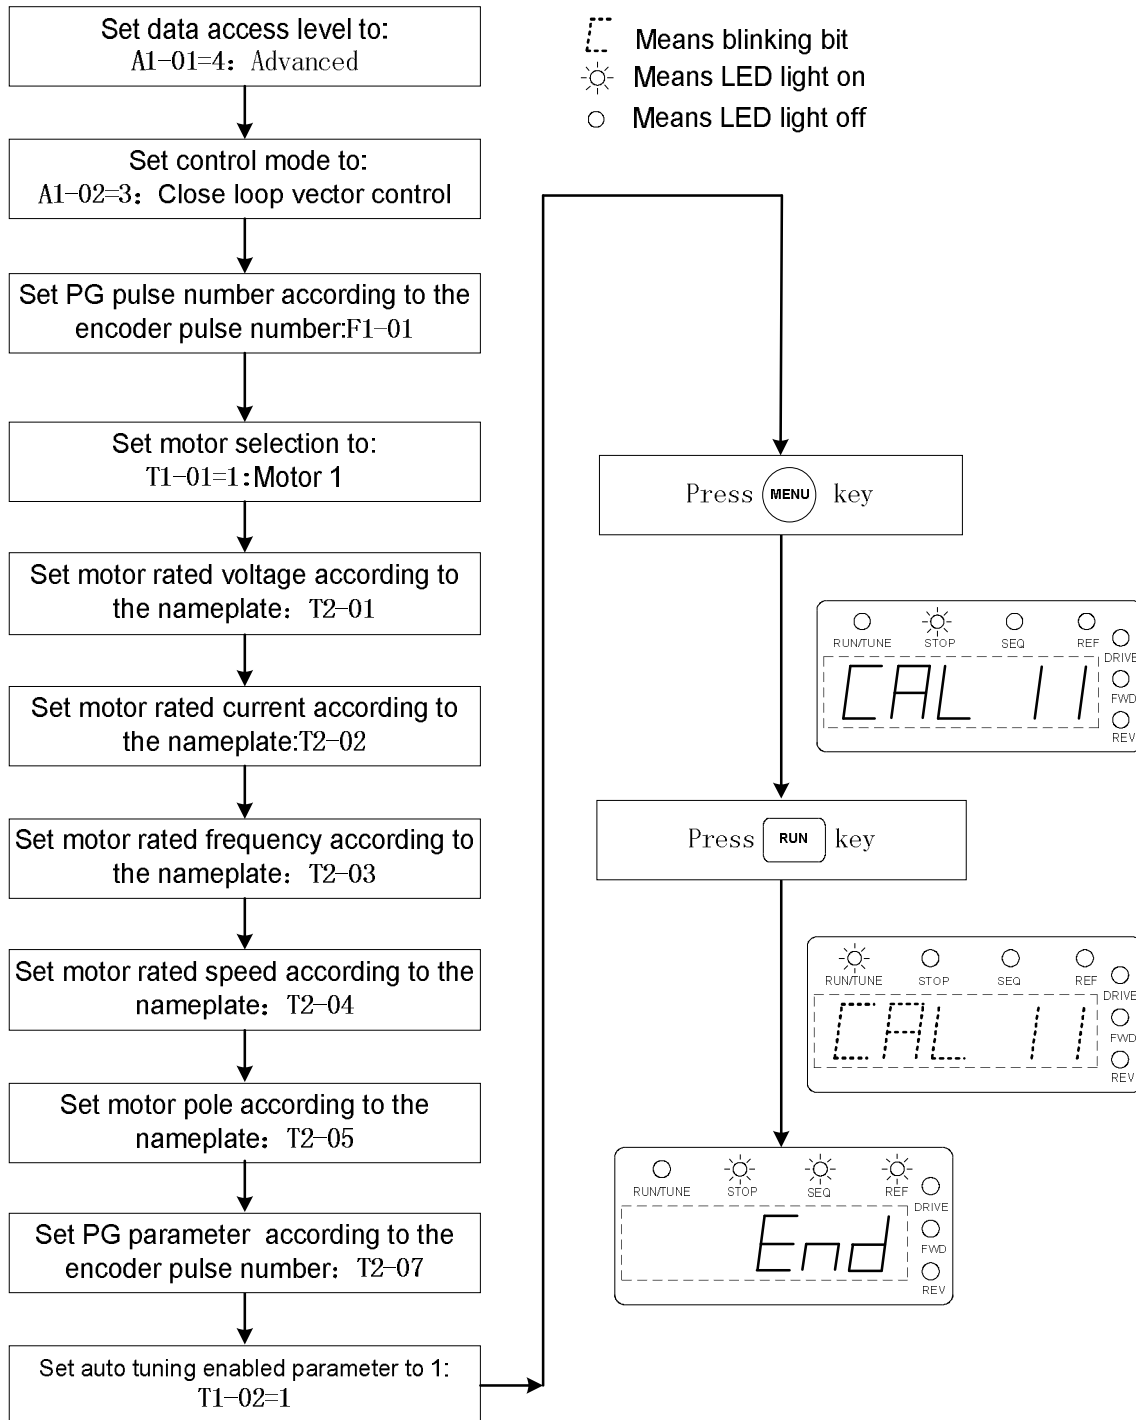 Set data access level to:
A1-01=4: Advanced
Set control mode to:
A1-02=3: Close loop vector control
Set PG pulse number according to the
encoder pulse number:F1-01
Set motor selection to:
T1-01=1:Motor 1
Set motor rated voltage according to
the nameplate: T2-01
Set motor rated current according to
the nameplate:T2-02
Set motor rated frequency according to
the nameplate: T2-03
Set motor rated speed according to the
nameplate: T2-04
Set motor pole according to the
nameplate: T2-05
Set PG parameter according to the
encoder pulse number: T2-07
Set auto tuning enabled parameter to 1:
T1-02=1
Means blinking bit
Means LED light on
Means LED light off
Press MENU key
RUN/TUNE STOP SEQ REF
DRIVE
CAL 11
FWD
REV
Press RUN key
RUN/TUNE STOP SEQ REF
DRIVE
CAL 11
FWD
REV
RUN/TUNE STOP SEQ REF
DRIVE
End
FWD
REV